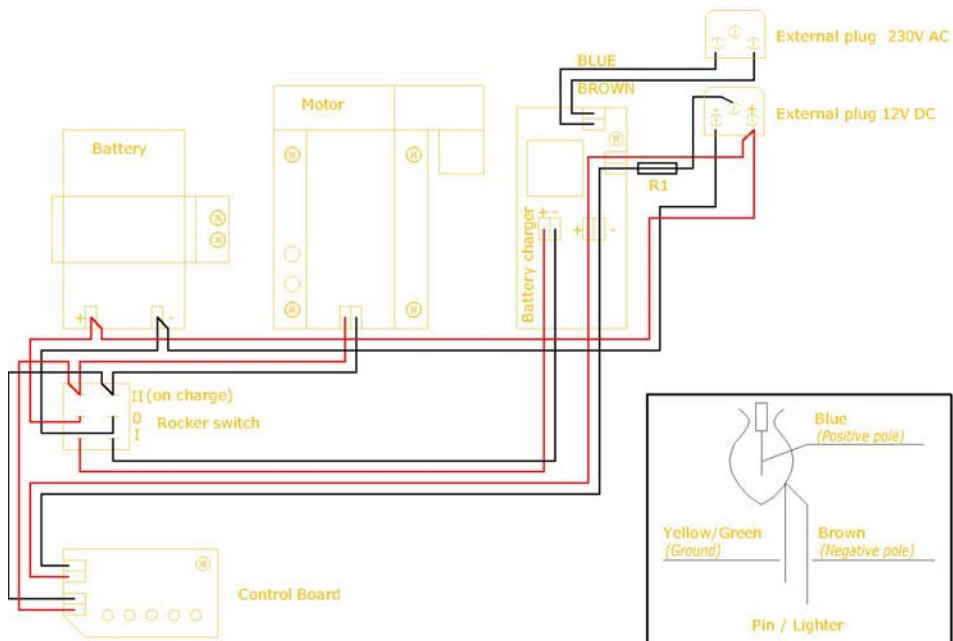 External plug 230V AC
BLUE
BROWN
Motor
External plug 12V DC
Battery
- +
R1
Battery charger
+ -
+ -
+ -
II (on charge)
0 Rocker switch
I
Blue
(Positive pole)
Yellow/Green
(Ground)
Brown
(Negative pole)
Control Board
Pin / Lighter